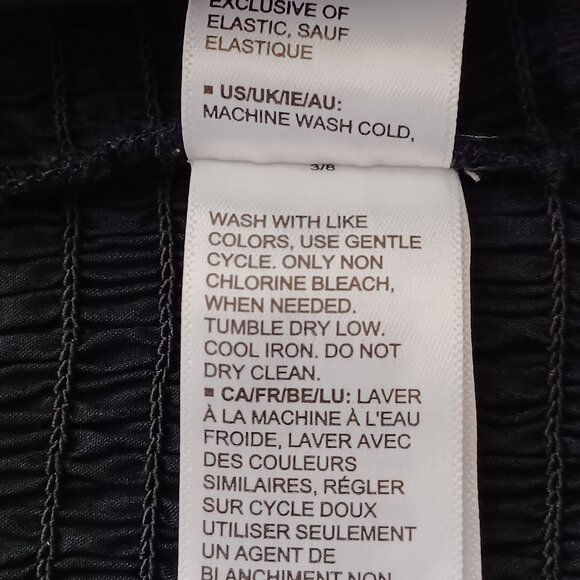 EXCLUSIVE OF
ELASTIC, SAUF
ELASTIQUE
■ US/UK/IE/AU:
MACHINE WASH COLD,
3/8
WASH WITH LIKE
COLORS, USE GENTLE
CYCLE. ONLY NON
CHLORINE BLEACH,
WHEN NEEDED.
TUMBLE DRY LOW.
COOL IRON. DO NOT
DRY CLEAN.
■ CA/FR/BE/LU: LAVER
À LA MACHINE À L'EAU
FROIDE, LAVER AVEC
DES COULEURS
SIMILAIRES, RÉGLER
SUR CYCLE DOUX
UTILISER SEULEMENT
UN AGENT DE
BLANCHIMENT NON